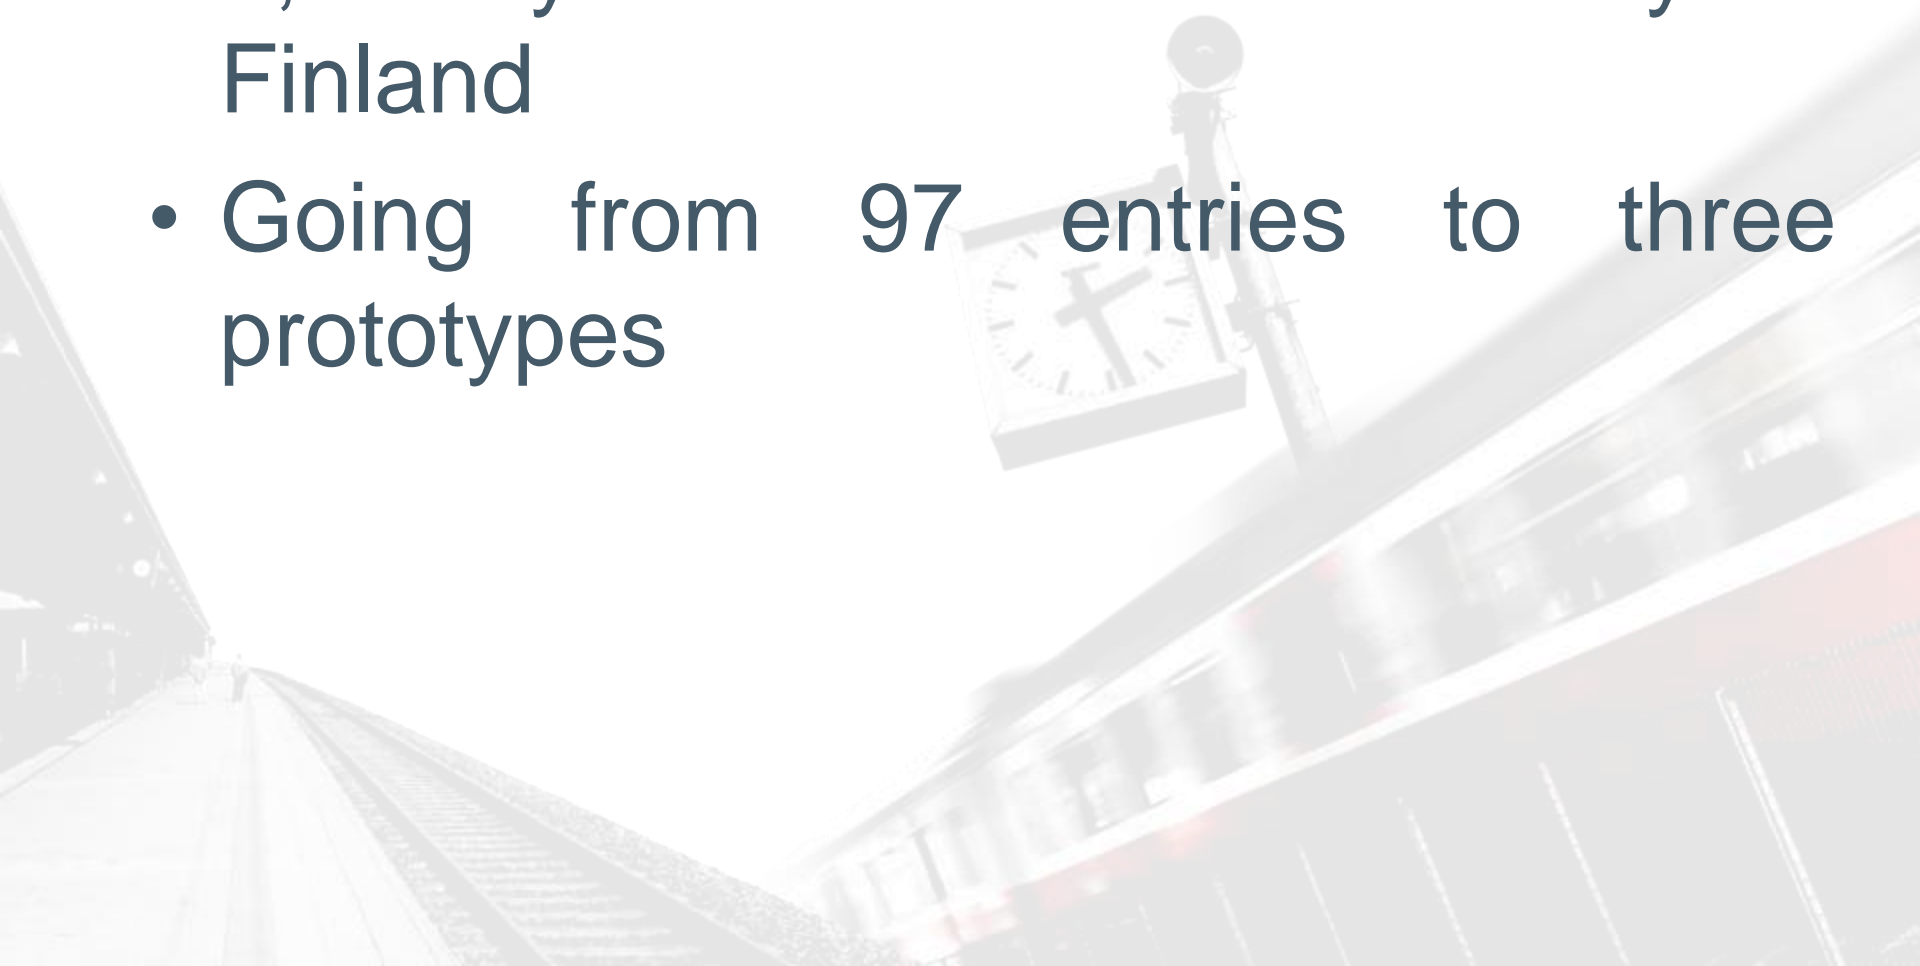 Finland
• Going from 97 entries to three
prototypes